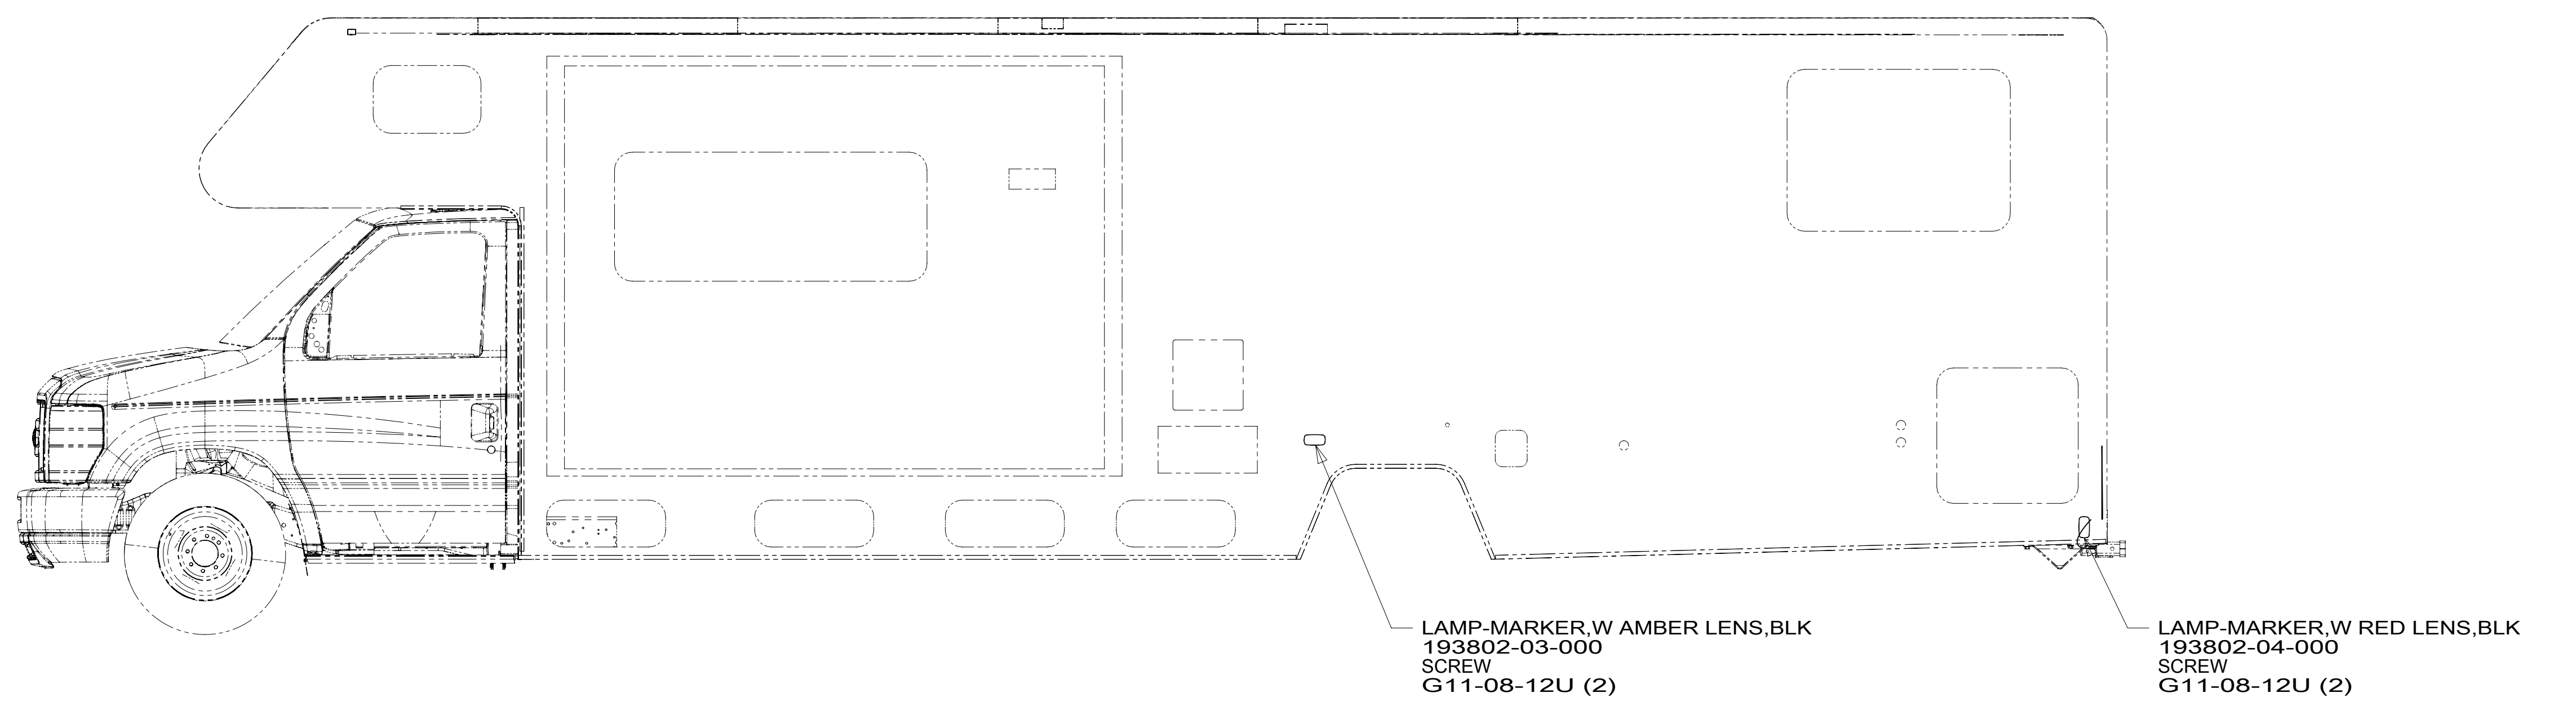 LAMP-MARKER,W AMBER LENS,BLK
193802-03-000
SCREW
G11-08-12U (2)
LAMP-MARKER,W RED LENS,BLK
193802-04-000
SCREW
G11-08-12U (2)